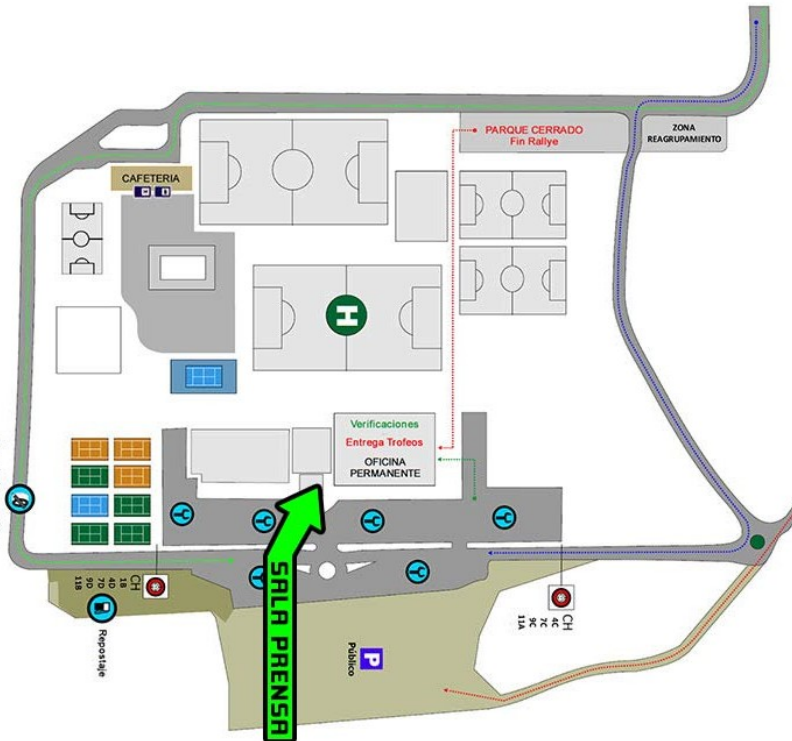 PARQUE CERRADO
Fin Rallye
ZONA
REAGRUPAMIENTO
CAFETERIA
H
Verificaciones
Entrega Trofeos
OFICINA
PERMANENTE
SALA PRENSA
CH
1B
4D
7D
9D
11B
Repostaje
P
Público
CH
4C
7C
9C
11A